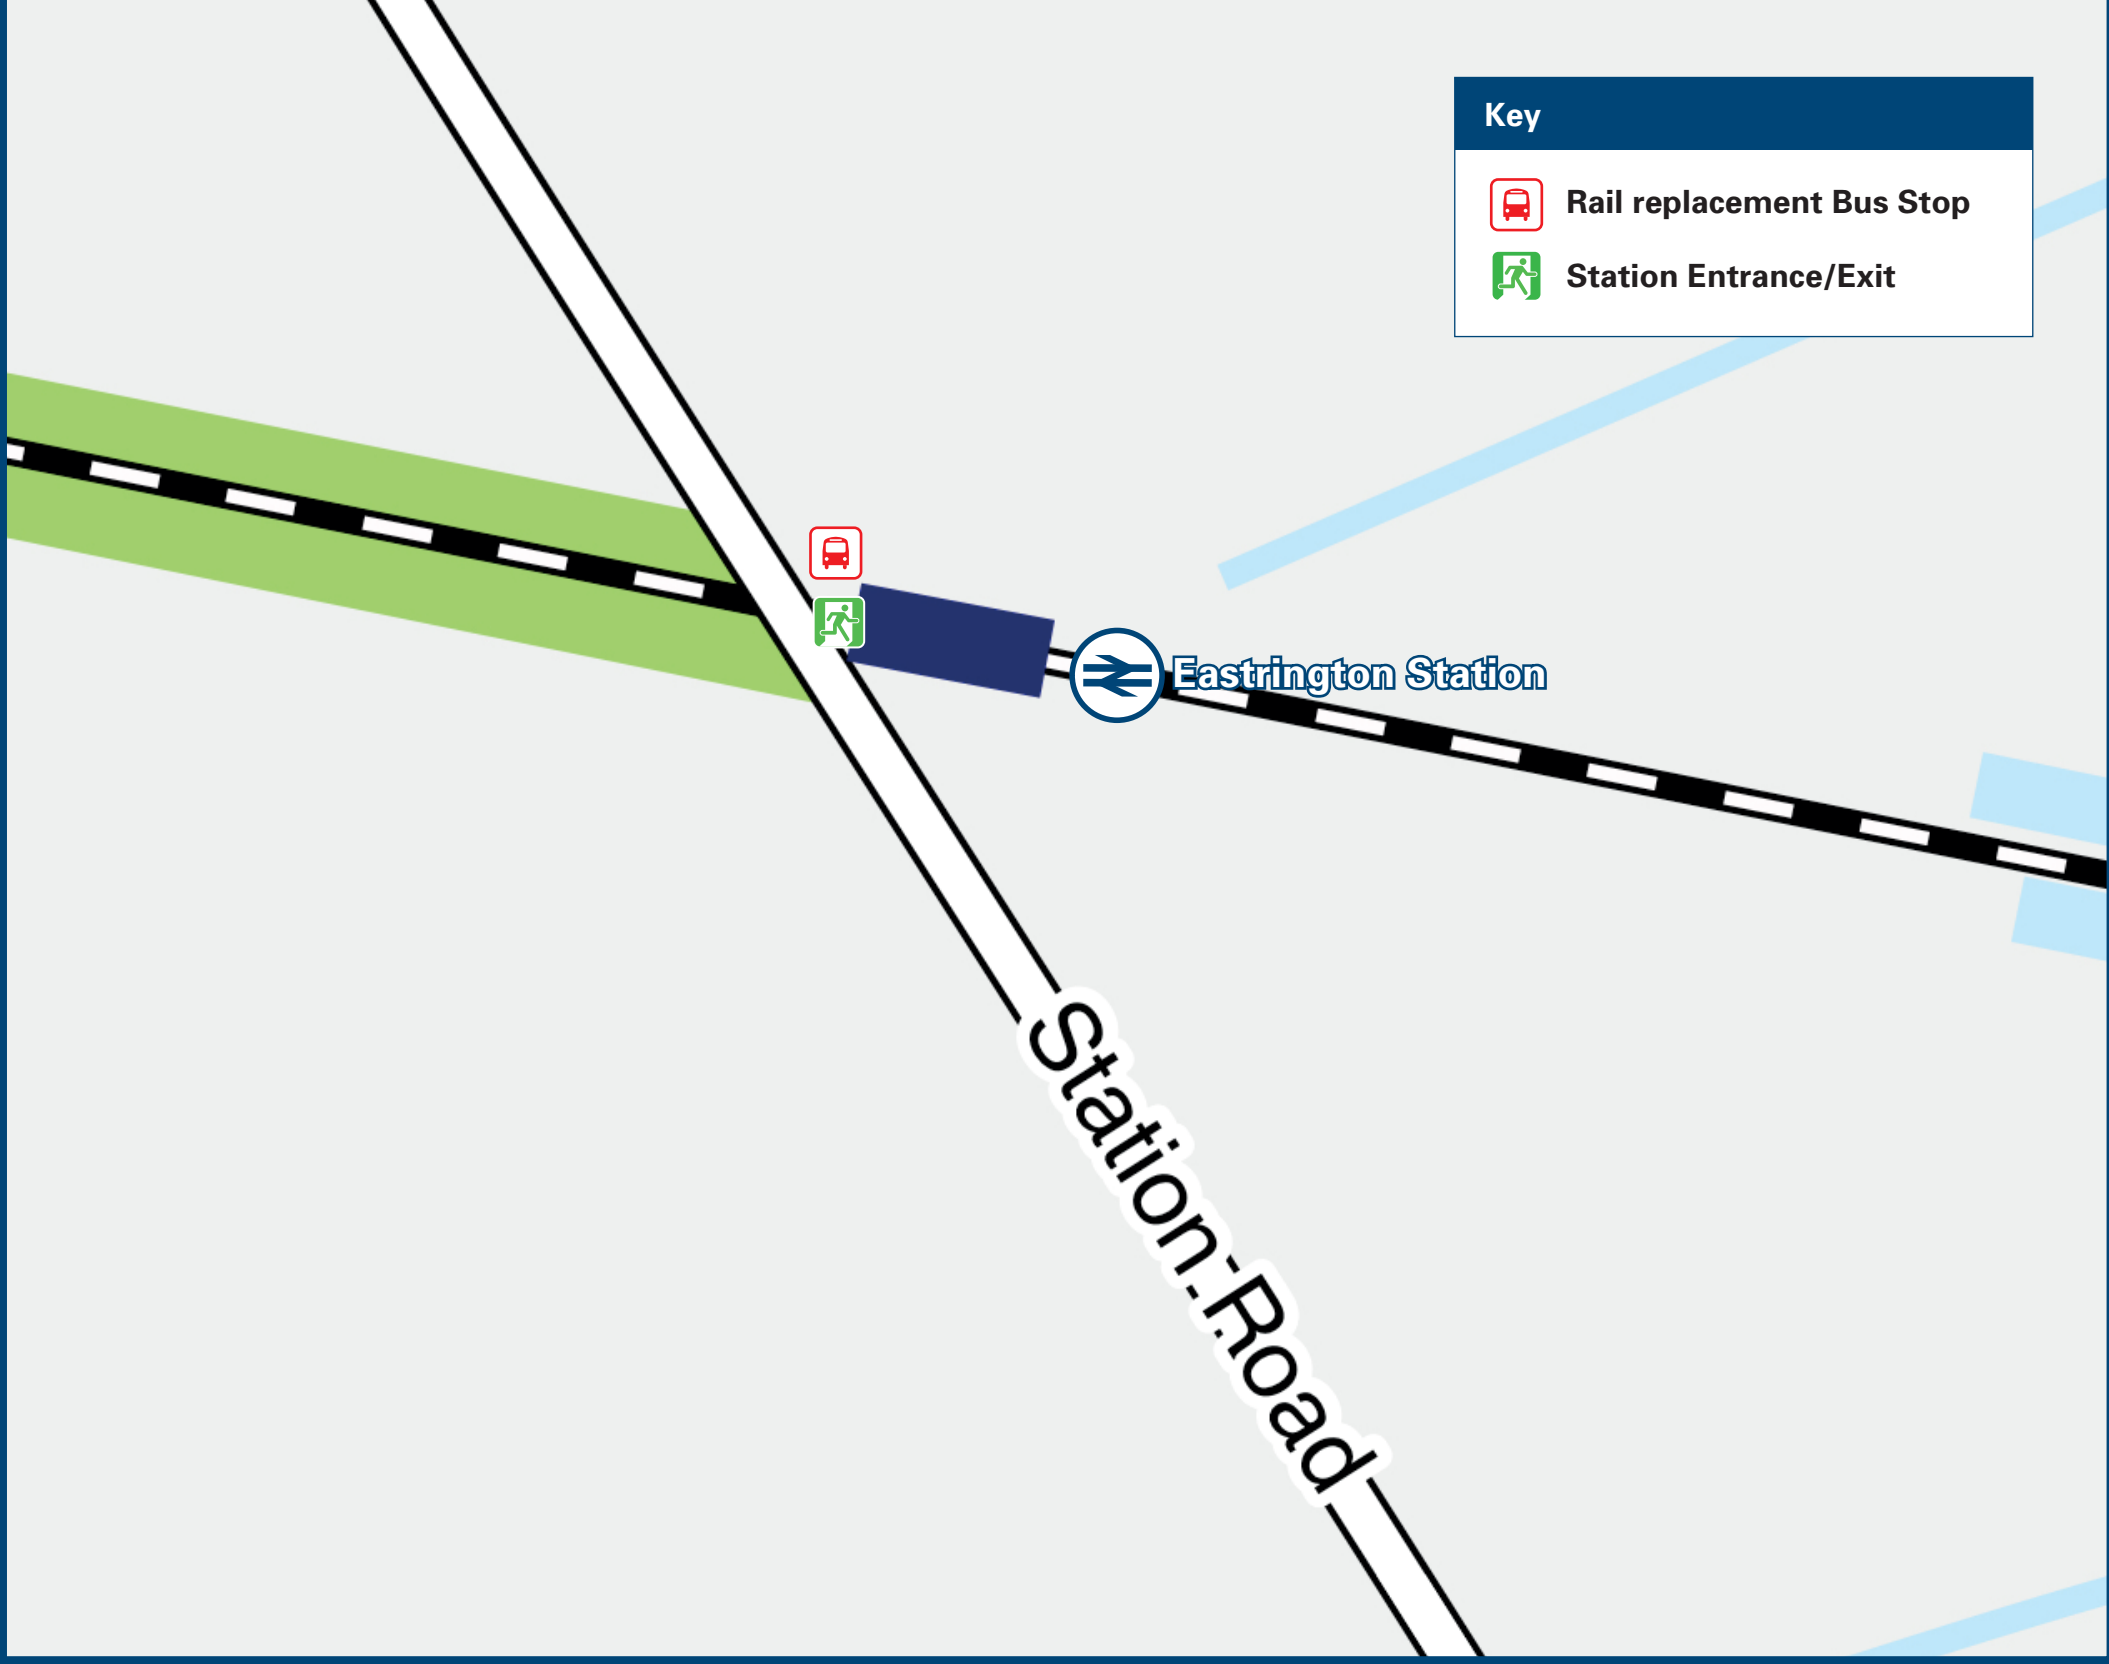 Key
Rail replacement Bus Stop
Station Entrance/Exit
Eastrington Station
Station Road